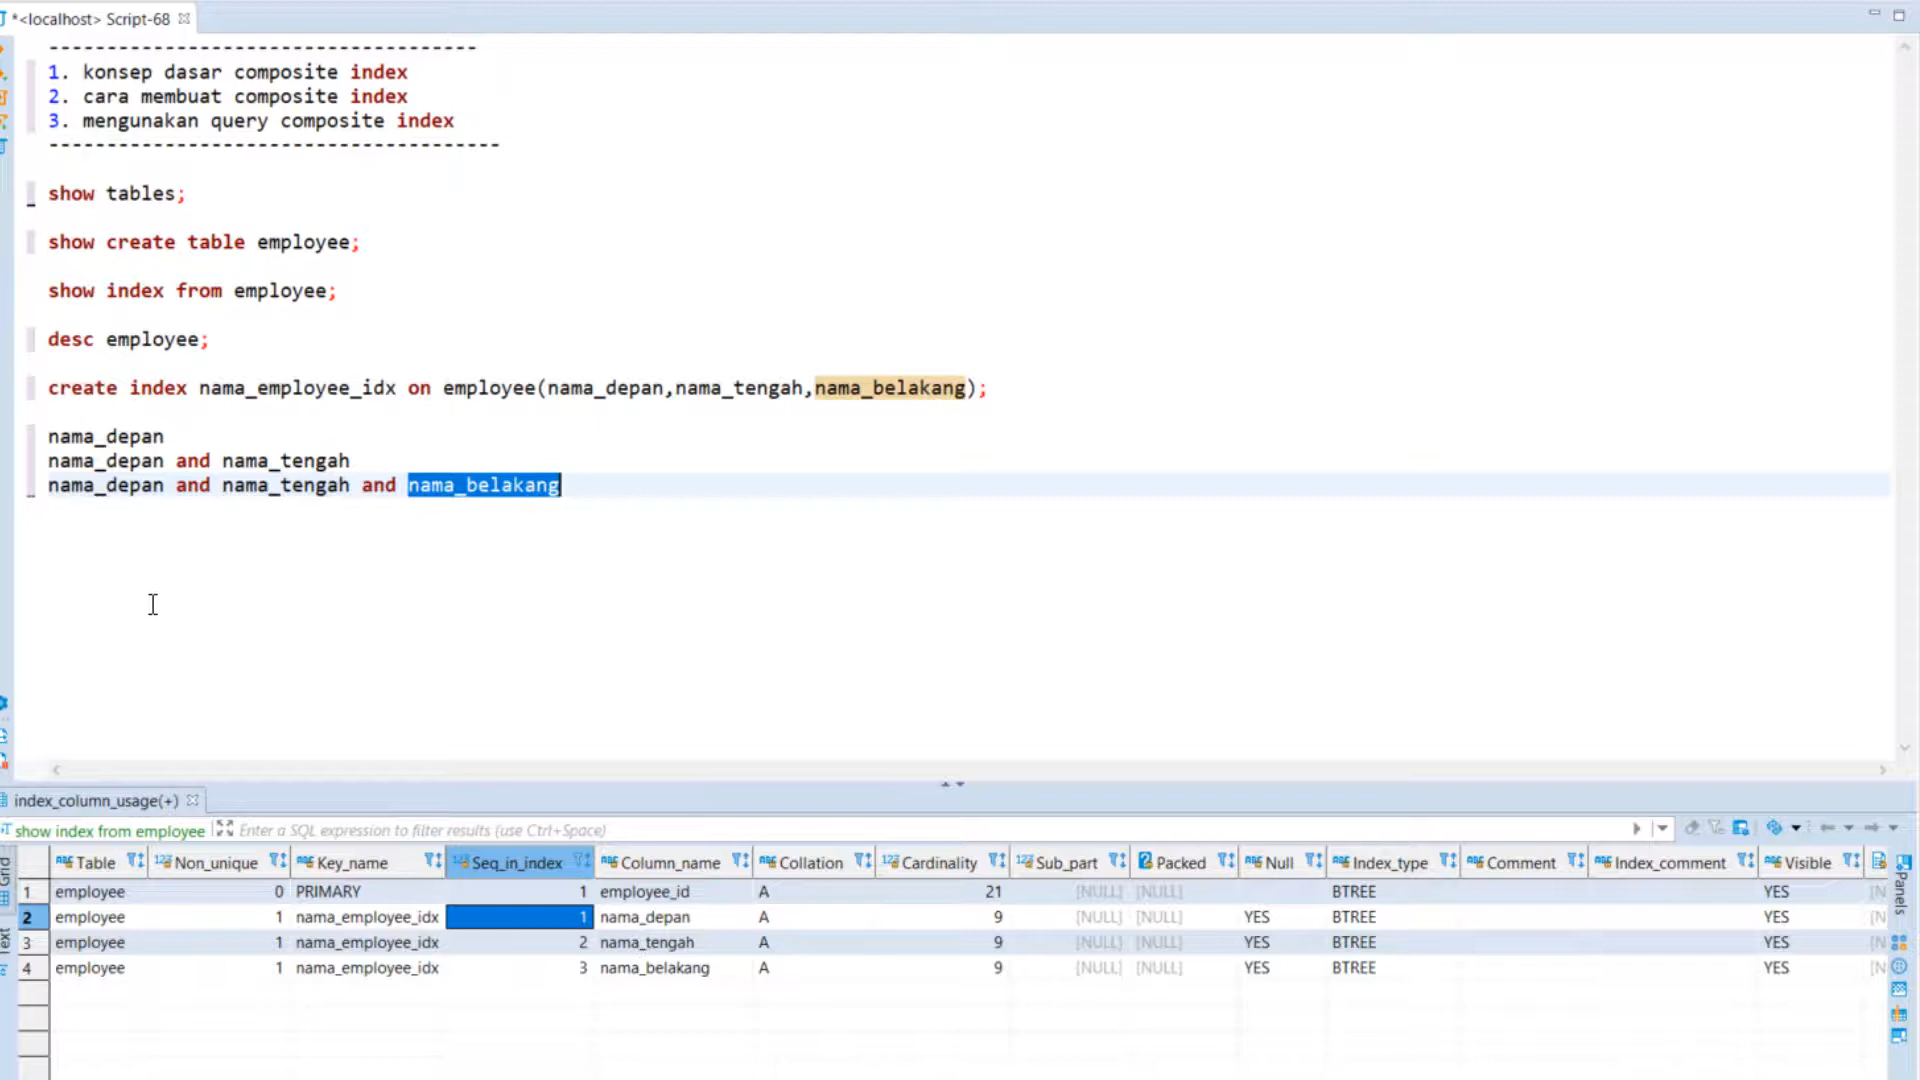 *<localhost> Script-68
-------------------------------------
1. konsep dasar composite index
2. cara membuat composite index
3. mengunakan query composite index
---------------------------------------
show tables;
show create table employee;
show index from employee;
desc employee;
create index nama_employee_idx on employee(nama_depan,nama_tengah,nama_belakang);
nama_depan
nama_depan and nama_tengah
nama_depan and nama_tengah and nama_belakang
index_column_usage(+)
show index from employee Enter a SQL expression to filter results (use Ctrl+Space)
Table Non_unique Key_name Seq_in_index Column_name Collation Cardinality Sub_part Packed Null Index_type Comment Index_comment Visible
1 employee 0 PRIMARY 1 employee_id A 21 [NULL] [NULL] BTREE YES
2 employee 1 nama_employee_idx 1 nama_depan A 9 [NULL] [NULL] YES BTREE YES [N
3 employee 1 nama_employee_idx 2 nama_tengah A 9 [NULL] [NULL] YES BTREE YES [N
4 employee 1 nama_employee_idx 3 nama_belakang A 9 [NULL] [NULL] YES BTREE YES [N
Grid
Text
Panels